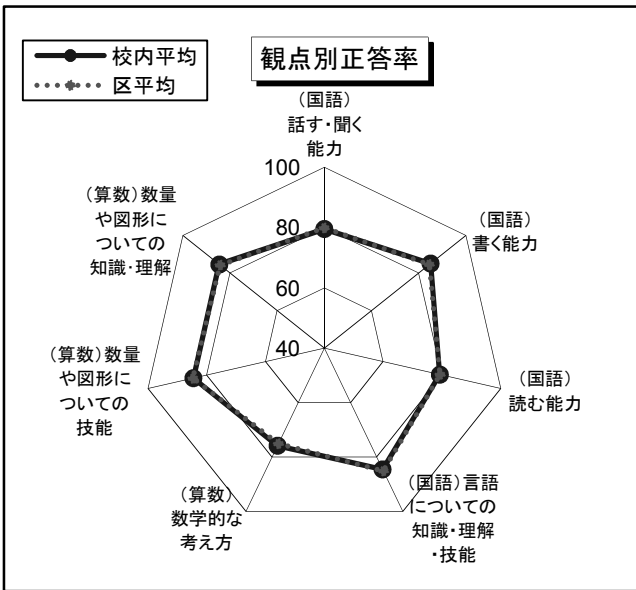 校内平均
区平均
観点別正答率
（国語）
話す・聞く
能力
100
80
60
40
（国語）
書く能力
（国語）
読む能力
（国語）言語
についての
知識・理解
・技能
（算数）
数学的な
考え方
（算数）数量
や図形に
ついての
技能
（算数）数量
や図形に
ついての
知識・理解